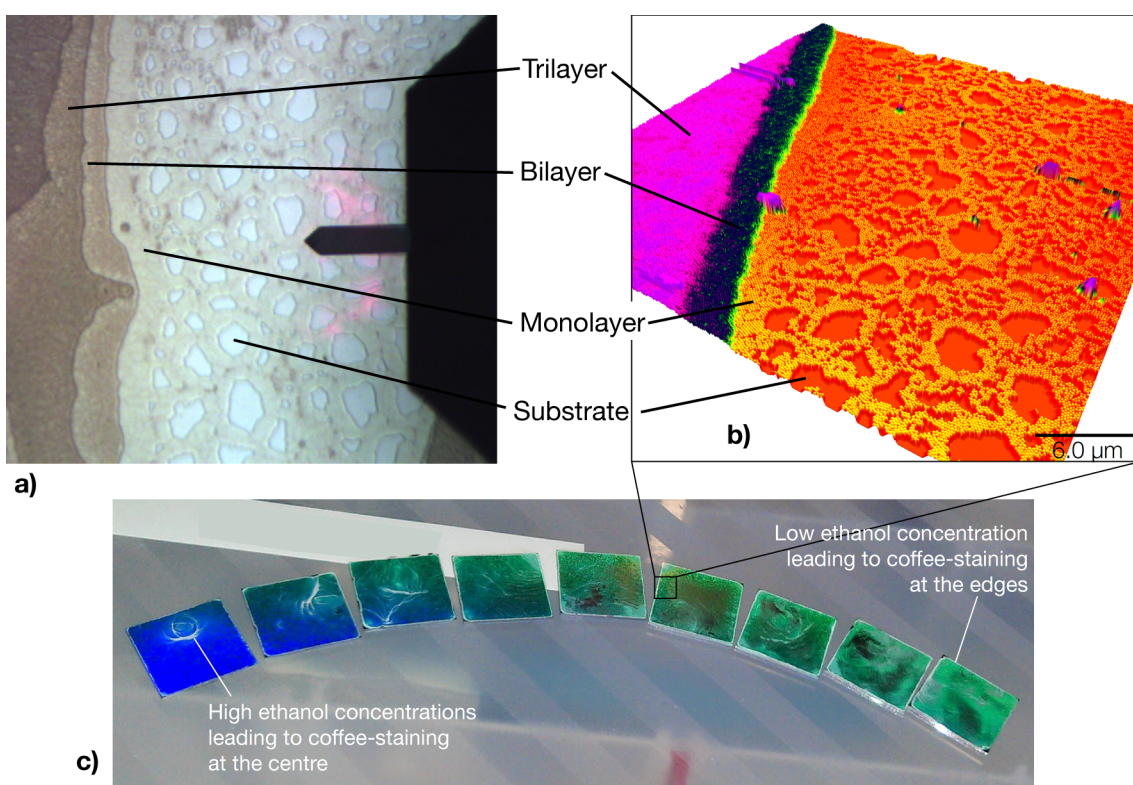 Trilayer
Bilayer
Monolayer
Substrate
b)
6.0 μm
a)
Low ethanol concentration
leading to coffee-staining
at the edges
High ethanol concentrations
leading to coffee-staining
at the centre
c)